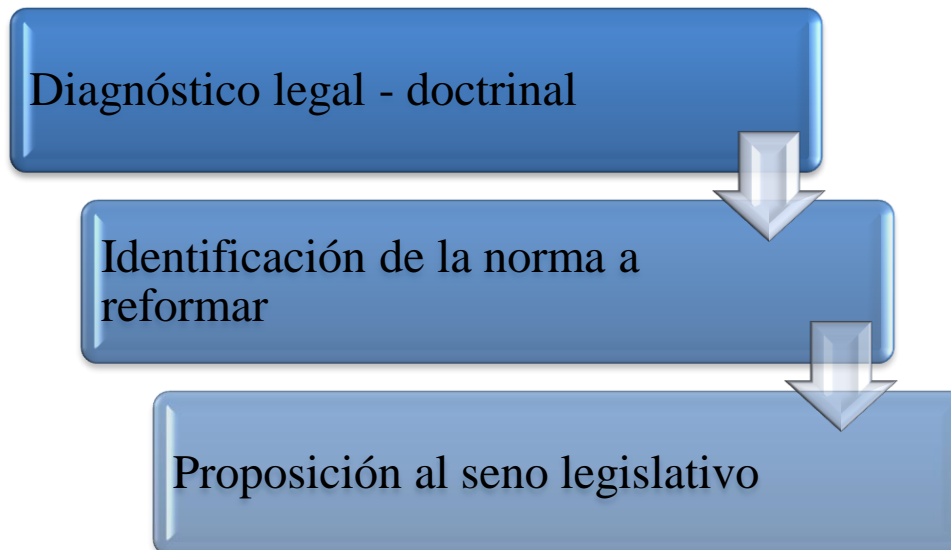 Diagnóstico legal - doctrinal
Identificación de la norma a
reformar
Proposición al seno legislativo